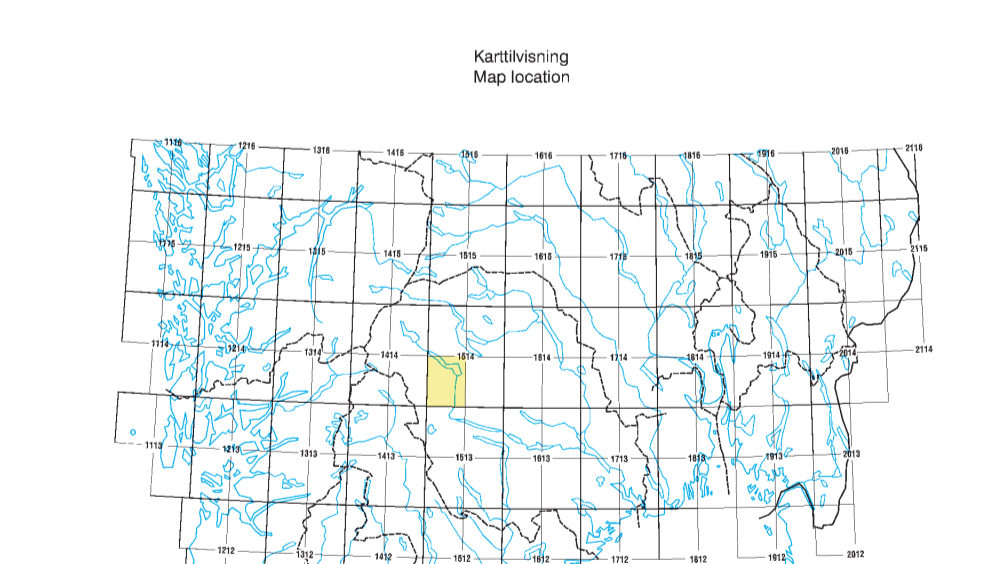 Karttilvisning
Map location
1116 1216 1316 1416 1516 1616 1716 1816 1916 2016 2116
1215 1315 1415 1515 1615 1715 1815 1915 2015 2115
1114 1214 1314 1414 1514 1614 1714 1814 1914 2014 2114
1113 1213 1313 1413 1513 1613 1713 1813 1913 2013
1212 1312 1412 1512 1612 1712 1812 1912 2012